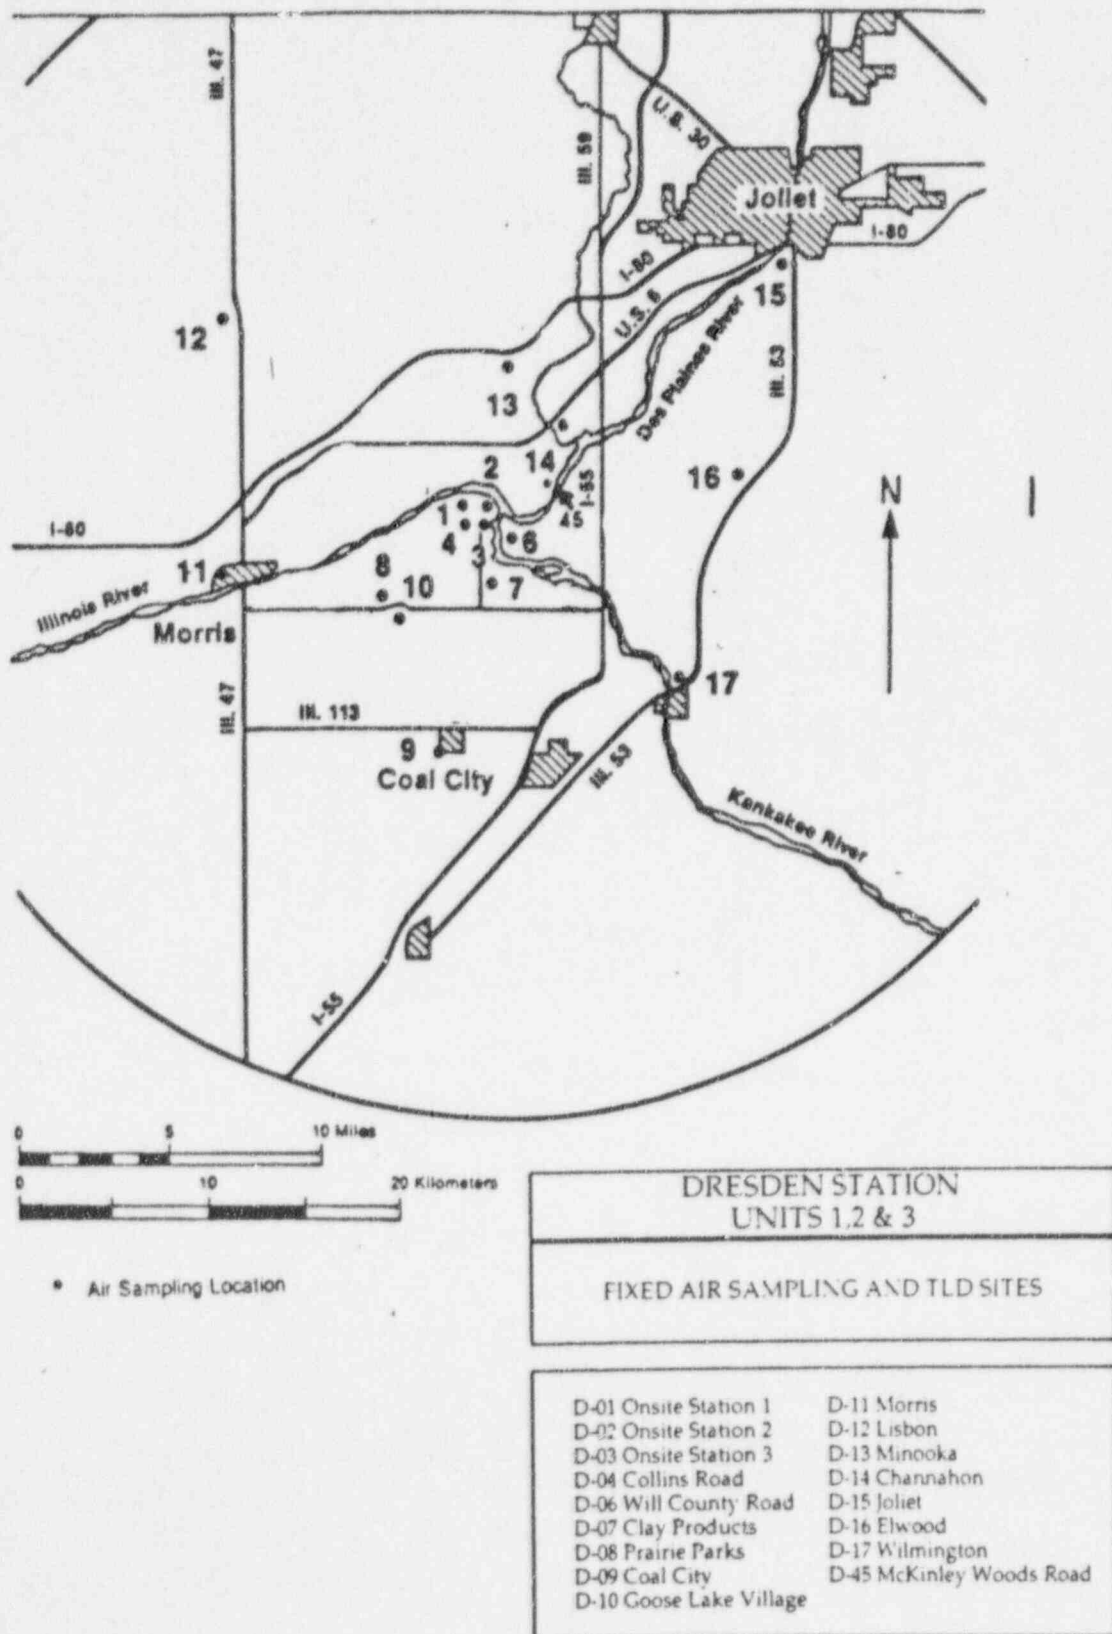 Ill. 47
Ill. 59
U.S. 30
Joliet
I-80
I-80
U.S. 6
15
Des Plaines River
Ill. 53
12
13
14
2
I-55
16
N
1
45
4
3
6
I-80
11
8
10
7
Illinois River
Morris
17
Ill. 47
Ill. 113
9
Coal City
Ill. 53
Kankakee River
I-55
0 5 10 Miles
0 10 20 Kilometers
Air Sampling Location
DRESDEN STATION
UNITS 1,2 & 3
FIXED AIR SAMPLING AND TLD SITES
D-01 Onsite Station 1
D-02 Onsite Station 2
D-03 Onsite Station 3
D-04 Collins Road
D-06 Will County Road
D-07 Clay Products
D-08 Prairie Parks
D-09 Coal City
D-10 Goose Lake Village
D-11 Morris
D-12 Lisbon
D-13 Minooka
D-14 Channahon
D-15 Joliet
D-16 Elwood
D-17 Wilmington
D-45 McKinley Woods Road